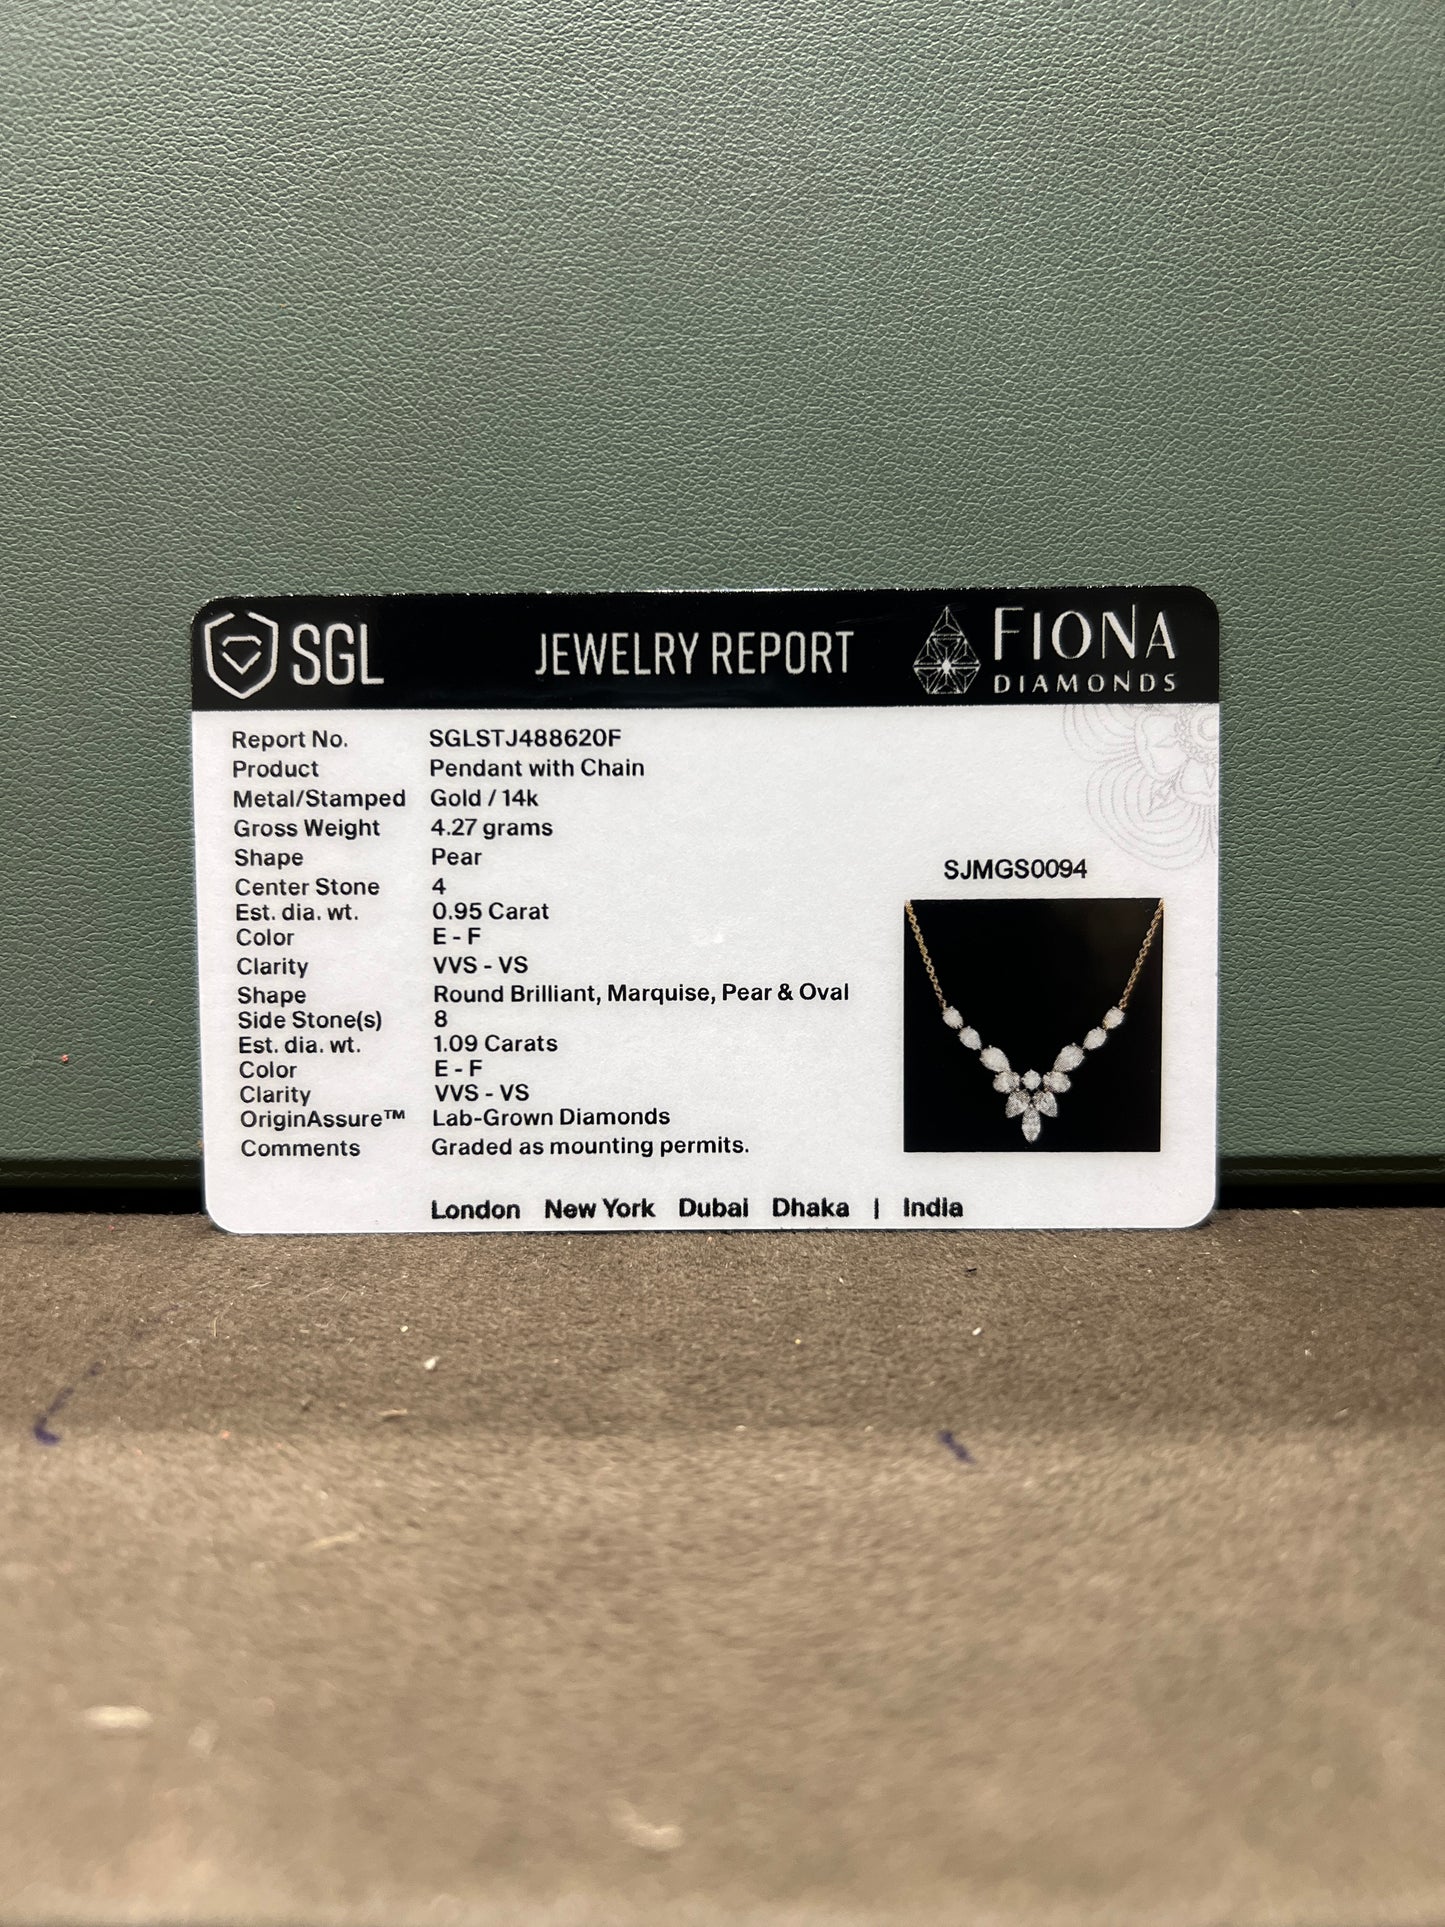 SGL JEWELRY REPORT FIONA DIAMONDS
Report No. SGLSTJ488620F
Product Pendant with Chain
Metal/Stamped Gold / 14k
Gross Weight 4.27 grams
Shape Pear
Center Stone 4
Est. dia. wt. 0.95 Carat
Color E - F
Clarity VVS - VS
Shape Round Brilliant, Marquise, Pear & Oval
Side Stone(s) 8
Est. dia. wt. 1.09 Carats
Color E - F
Clarity VVS - VS
OriginAssure™ Lab-Grown Diamonds
Comments Graded as mounting permits.
SJMGS0094
London New York Dubai Dhaka | India